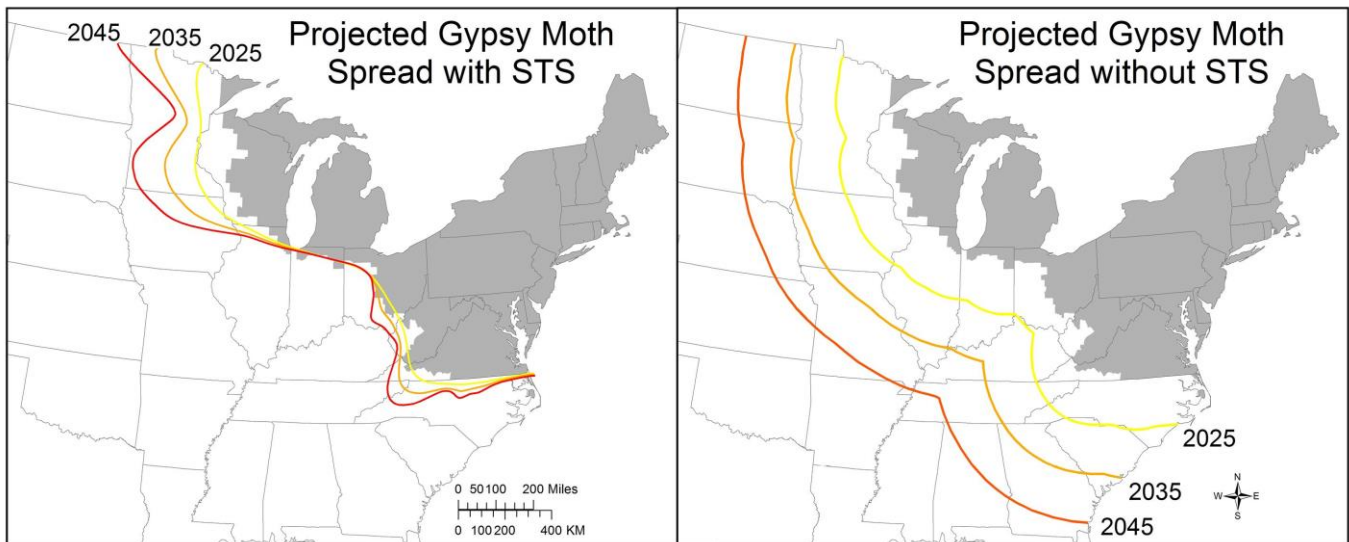 Projected Gypsy Moth
Spread with STS
2045
2035
2025
0 50 100 200 Miles
0 100 200 400 KM
Projected Gypsy Moth
Spread without STS
2025
2035
2045
N
W E
S